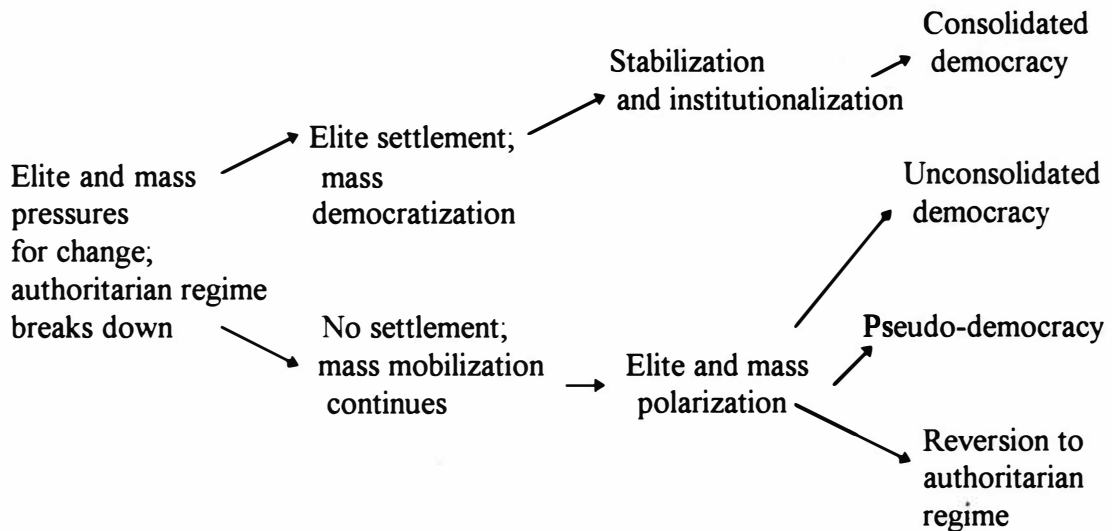 Elite and mass
pressures
for change;
authoritarian regime
breaks down
Elite settlement;
mass
democratization
Stabilization
and institutionalization
Consolidated
democracy
No settlement;
mass mobilization
continues
Elite and mass
polarization
Unconsolidated
democracy
Pseudo-democracy
Reversion to
authoritarian
regime